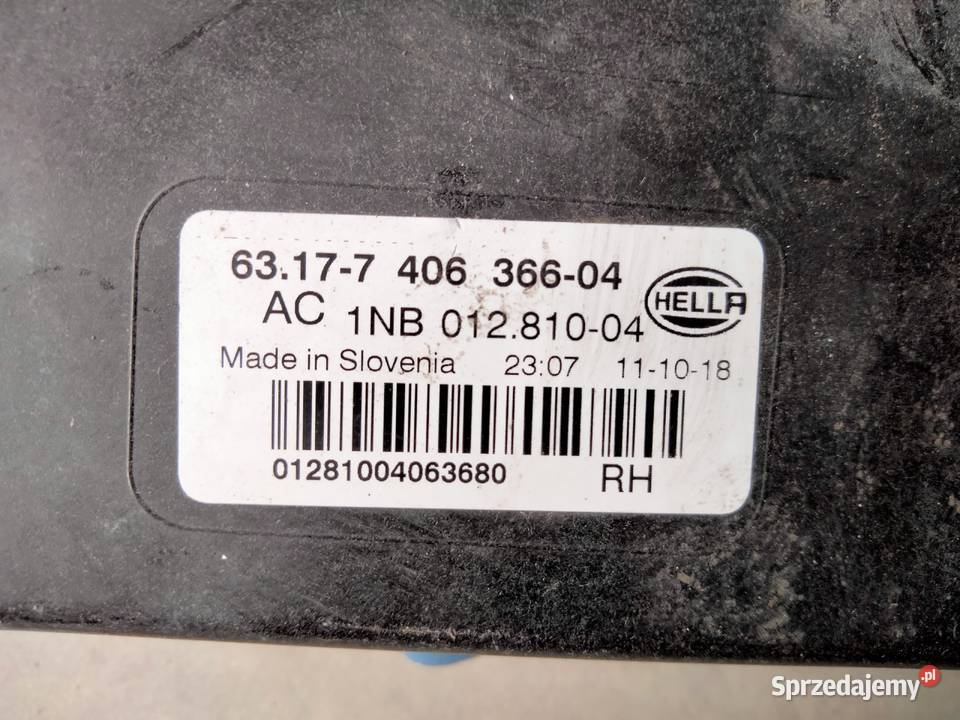 63.17-7 406 366-04
AC 1NB 012.810-04
HELLA
Made in Slovenia 23:07 11-10-18
01281004063680 RH
Sprzedajemy.pl